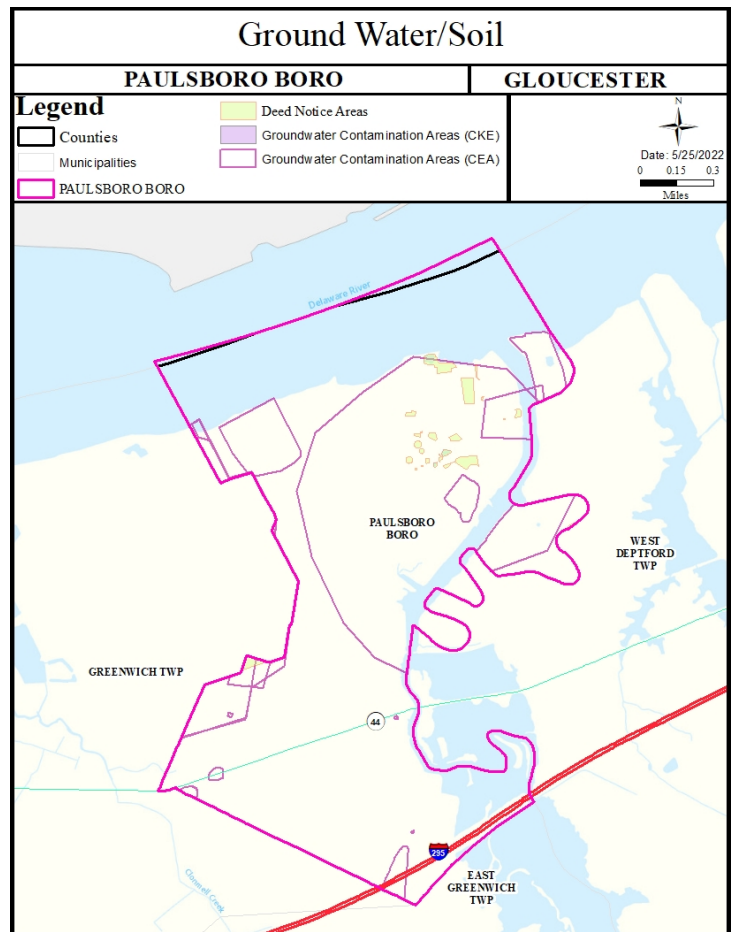 Ground Water/Soil
PAULSBORO BORO
GLOUCESTER
Legend
Counties
Municipalities
PAULSBORO BORO
Deed Notice Areas
Groundwater Contamination Areas (CKE)
Groundwater Contamination Areas (CEA)
N
Date: 5/25/2022
0 0.15 0.3
Miles
Delaware River
PAULSBORO
BORO
WEST
DEPTFORD
TWP
GREENWICH TWP
44
295
EAST
GREENWICH
TWP
Clonmell Creek